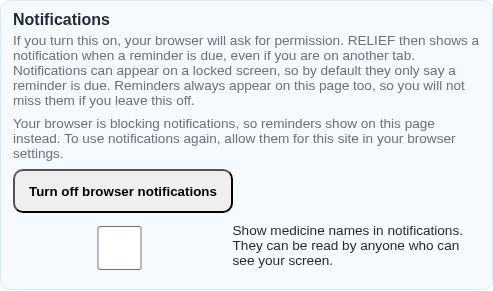 Notifications
If you turn this on, your browser will ask for permission. RELIEF then shows a
notification when a reminder is due, even if you are on another tab.
Notifications can appear on a locked screen, so by default they only say a
reminder is due. Reminders always appear on this page too, so you will not
miss them if you leave this off.
Your browser is blocking notifications, so reminders show on this page
instead. To use notifications again, allow them for this site in your browser
settings.
Turn off browser notifications
Show medicine names in notifications.
They can be read by anyone who can
see your screen.